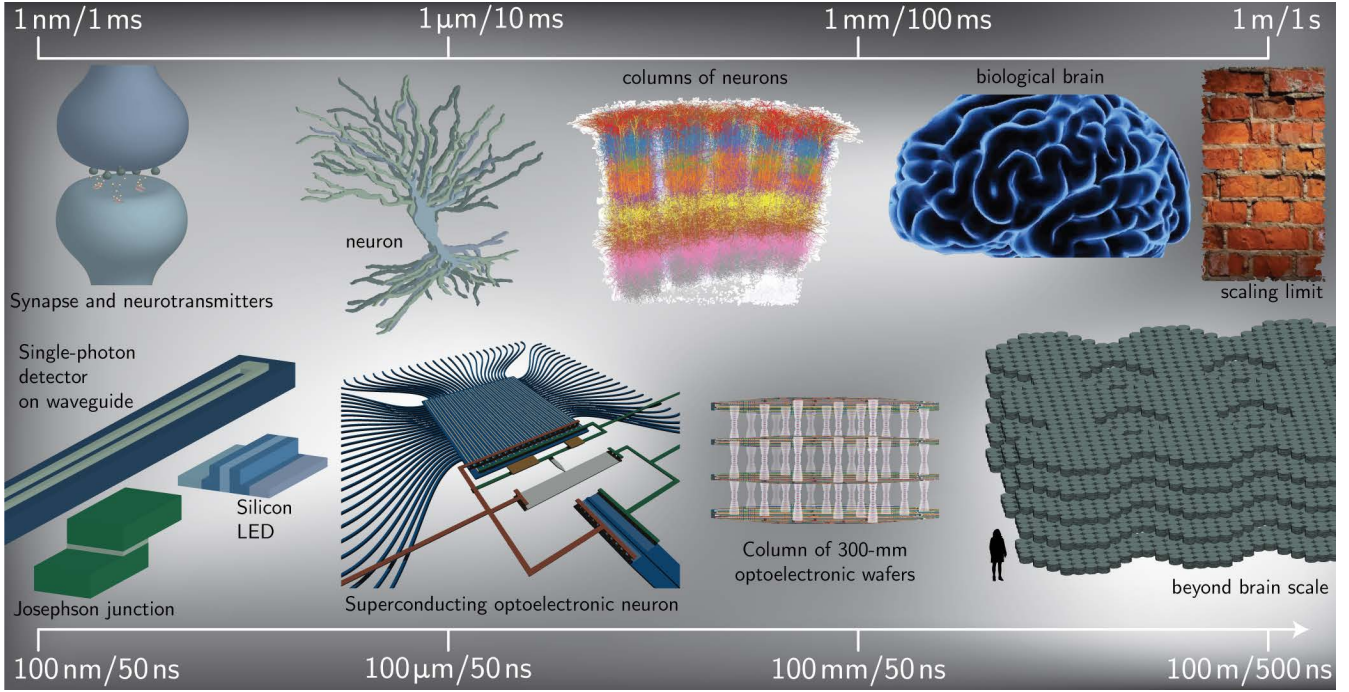 1 nm/1 ms
1 μm/10 ms
1 mm/100 ms
1 m/1 s
columns of neurons
biological brain
neuron
Synapse and neurotransmitters
scaling limit
Single-photon
detector
on waveguide
Silicon
LED
Josephson junction
Superconducting optoelectronic neuron
Column of 300-mm
optoelectronic wafers
beyond brain scale
100 nm/50 ns
100 μm/50 ns
100 mm/50 ns
100 m/500 ns